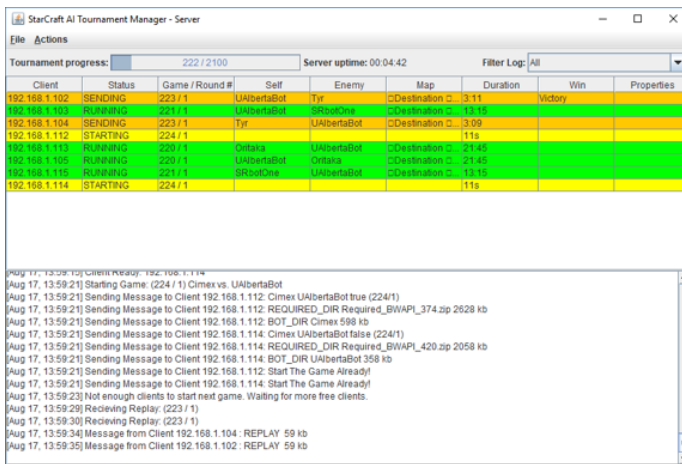 StarCraft AI Tournament Manager - Server
File Actions
Tournament progress: 222 / 2100 Server uptime: 00:04:42 Filter Log: All
Client Status Game / Round # Self Enemy Map Duration Win Properties
192.168.1.102 SENDING 223 / 1 UAlbertaBot Tyr □Destination □... 3:11 Victory
192.168.1.103 RUNNING 221 / 1 UAlbertaBot SRbotOne □Destination □... 13:15
192.168.1.104 SENDING 223 / 1 Tyr UAlbertaBot □Destination □... 3:09
192.168.1.112 STARTING 224 / 1 11s
192.168.1.113 RUNNING 220 / 1 Oritaka UAlbertaBot □Destination □... 21:45
192.168.1.105 RUNNING 220 / 1 UAlbertaBot Oritaka □Destination □... 21:45
192.168.1.115 RUNNING 221 / 1 SRbotOne UAlbertaBot □Destination □... 13:15
192.168.1.114 STARTING 224 / 1 11s
[Aug 17, 13:59:15] Client Ready: 192.168.1.114
[Aug 17, 13:59:21] Starting Game: (224 / 1) Cimex vs. UAlbertaBot
[Aug 17, 13:59:21] Sending Message to Client 192.168.1.112: Cimex UAlbertaBot true (224/1)
[Aug 17, 13:59:21] Sending Message to Client 192.168.1.112: REQUIRED_DIR Required_BWAPI_374.zip 2628 kb
[Aug 17, 13:59:21] Sending Message to Client 192.168.1.112: BOT_DIR Cimex 598 kb
[Aug 17, 13:59:21] Sending Message to Client 192.168.1.114: Cimex UAlbertaBot false (224/1)
[Aug 17, 13:59:21] Sending Message to Client 192.168.1.114: REQUIRED_DIR Required_BWAPI_420.zip 2058 kb
[Aug 17, 13:59:21] Sending Message to Client 192.168.1.114: BOT_DIR UAlbertaBot 358 kb
[Aug 17, 13:59:21] Sending Message to Client 192.168.1.112: Start The Game Already!
[Aug 17, 13:59:21] Sending Message to Client 192.168.1.114: Start The Game Already!
[Aug 17, 13:59:23] Not enough clients to start next game. Waiting for more free clients.
[Aug 17, 13:59:29] Recieving Replay: (223 / 1)
[Aug 17, 13:59:30] Recieving Replay: (223 / 1)
[Aug 17, 13:59:34] Message from Client 192.168.1.104 : REPLAY 59 kb
[Aug 17, 13:59:35] Message from Client 192.168.1.102 : REPLAY 59 kb